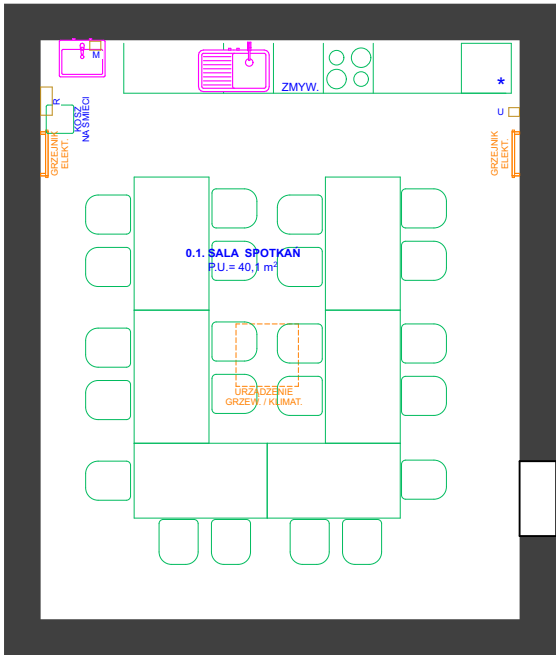 M
ZMYW.
*
R
KOSZ
NA ŚMIECI
U
GRZEJNIK
ELEKT.
GRZEJNIK
ELEKT.
0.1. SALA SPOTKAŃ
P.U.= 40,1 m²
URZĄDZENIE
GRZEW. / KLIMAT.